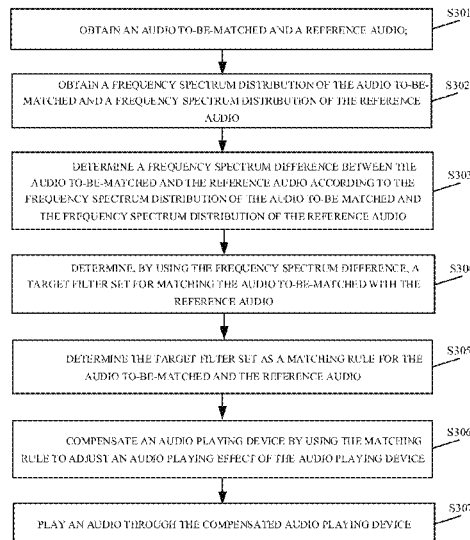 S301
OBTAIN AN AUDIO TO-BE-MATCHED AND A REFERENCE AUDIO;
S302
OBTAIN A FREQUENCY SPECTRUM DISTRIBUTION OF THE AUDIO TO-BE-
MATCHED AND A FREQUENCY SPECTRUM DISTRIBUTION OF THE REFERENCE
AUDIO
S303
DETERMINE A FREQUENCY SPECTRUM DIFFERENCE BETWEEN THE
AUDIO TO-BE-MATCHED AND THE REFERENCE AUDIO ACCORDING TO THE
FREQUENCY SPECTRUM DISTRIBUTION OF THE AUDIO TO-BE MATCHED AND
THE FREQUENCY SPECTRUM DISTRIBUTION OF THE REFERENCE AUDIO
S304
DETERMINE, BY USING THE FREQUENCY SPECTRUM DIFFERENCE, A
TARGET FILTER SET FOR MATCHING THE AUDIO TO-BE-MATCHED WITH THE
REFERENCE AUDIO
S305
DETERMINE THE TARGET FILTER SET AS A MATCHING RULE FOR THE
AUDIO TO-BE-MATCHED AND THE REFERENCE AUDIO
S306
COMPENSATE AN AUDIO PLAYING DEVICE BY USING THE MATCHING
RULE TO ADJUST AN AUDIO PLAYING EFFECT OF THE AUDIO PLAYING DEVICE
S307
PLAY AN AUDIO THROUGH THE COMPENSATED AUDIO PLAYING DEVICE